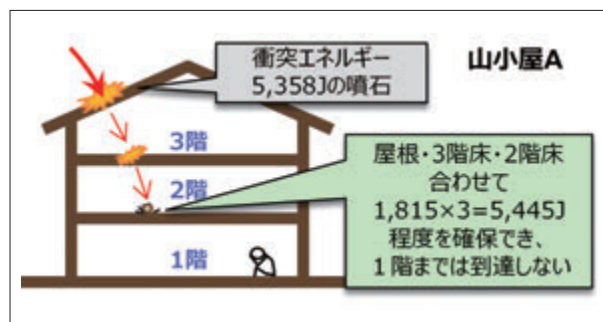 衝突エネルギー
5,358Jの噴石
山小屋A
3階
2階
1階
屋根・3階床・2階床
合わせて
1,815×3=5,445J
程度を確保でき、
1階までは到達しない